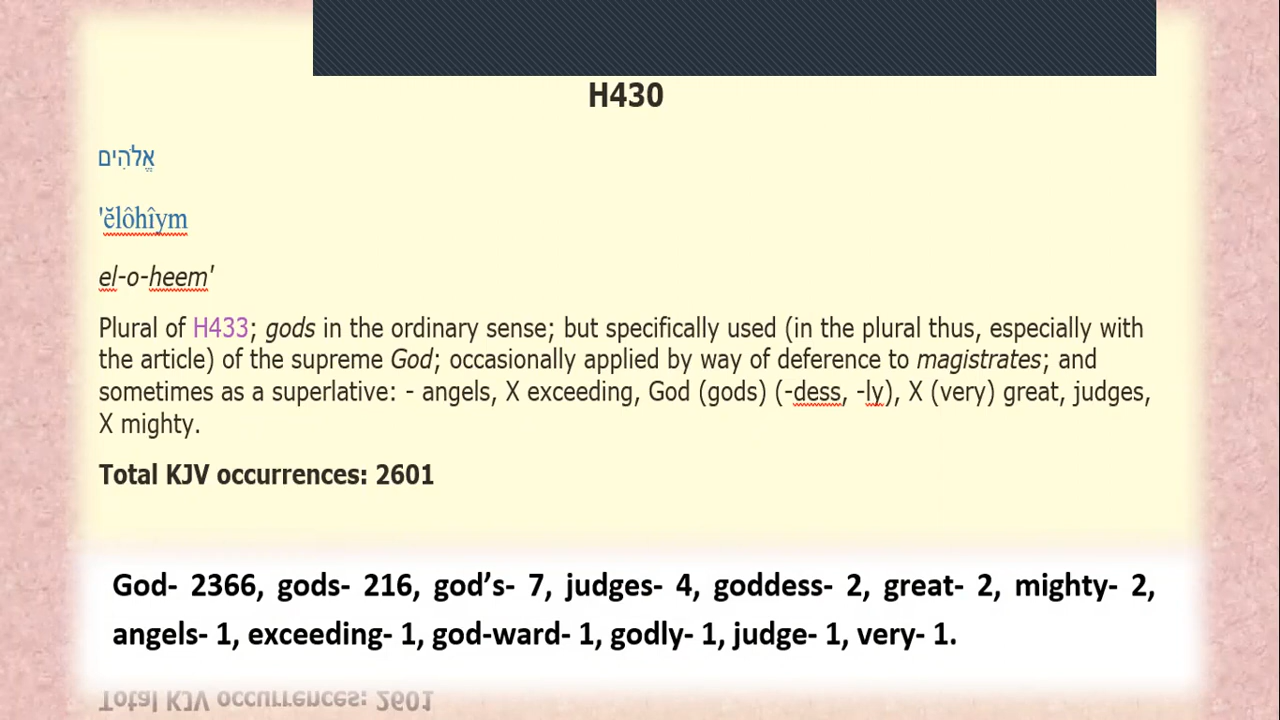 H430
אֱלֹהִים
'ĕlôhîym
el-o-heem'
Plural of H433; gods in the ordinary sense; but specifically used (in the plural thus, especially with
the article) of the supreme God; occasionally applied by way of deference to magistrates; and
sometimes as a superlative: - angels, X exceeding, God (gods) (-dess, -ly), X (very) great, judges,
X mighty.
Total KJV occurrences: 2601
God- 2366, gods- 216, god’s- 7, judges- 4, goddess- 2, great- 2, mighty- 2,
angels- 1, exceeding- 1, god-ward- 1, godly- 1, judge- 1, very- 1.
Total KJV occurrences: 2601